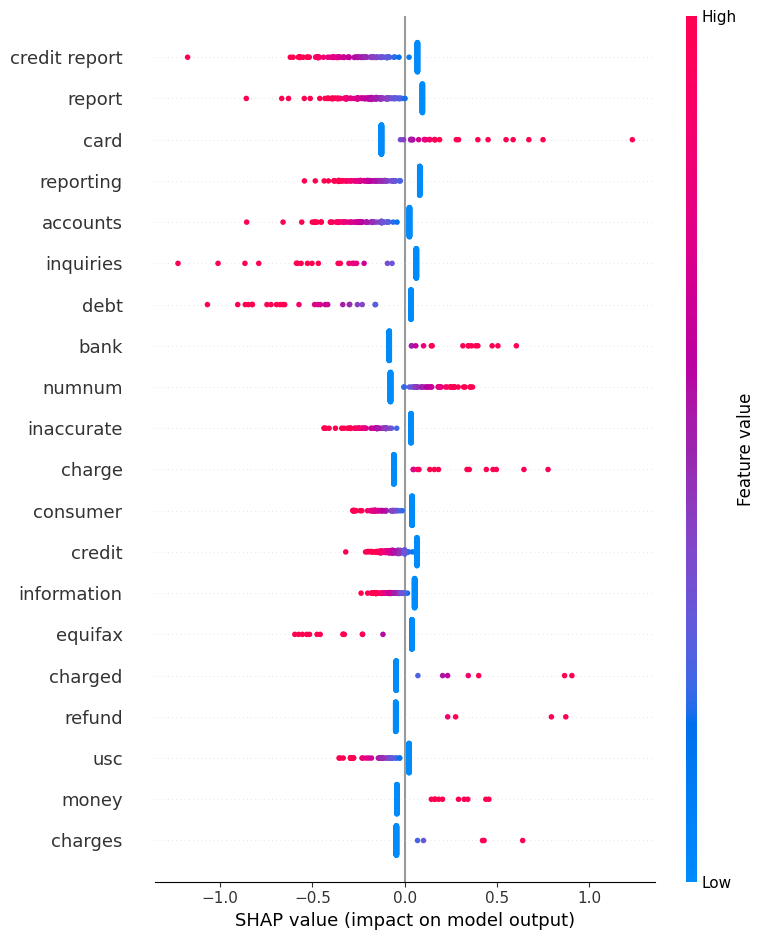 High
credit report
report
card
reporting
accounts
inquiries
debt
bank
numnum
inaccurate
charge
consumer
credit
information
equifax
charged
refund
usc
money
charges
Feature value
Low
−1.0 −0.5 0.0 0.5 1.0
SHAP value (impact on model output)